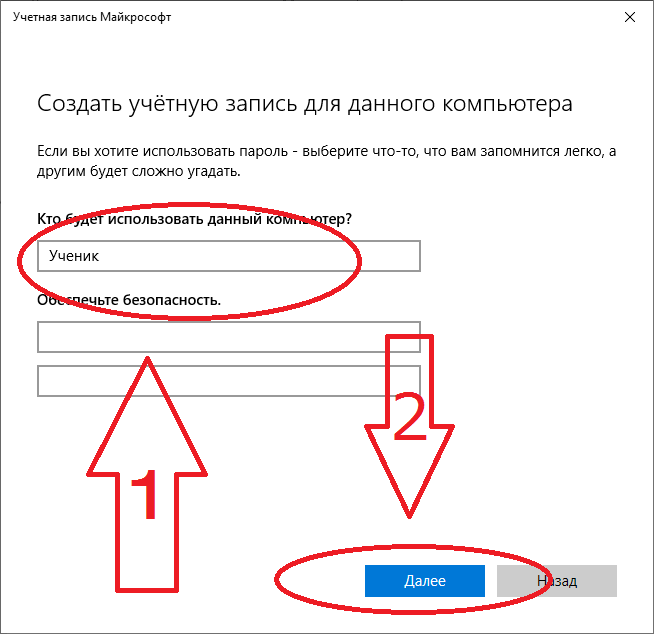 Учетная запись Майкрософт
Создать учётную запись для данного компьютера
Если вы хотите использовать пароль - выберите что-то, что вам запомнится легко, а
другим будет сложно угадать.
Кто будет использовать данный компьютер?
Ученик
Обеспечьте безопасность.
1
2
Далее
Назад